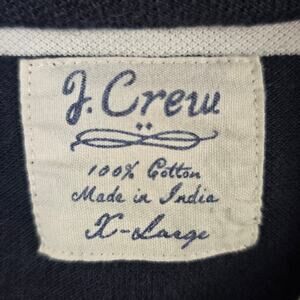 J. Crew
100% Cotton
Made in India
X-Large